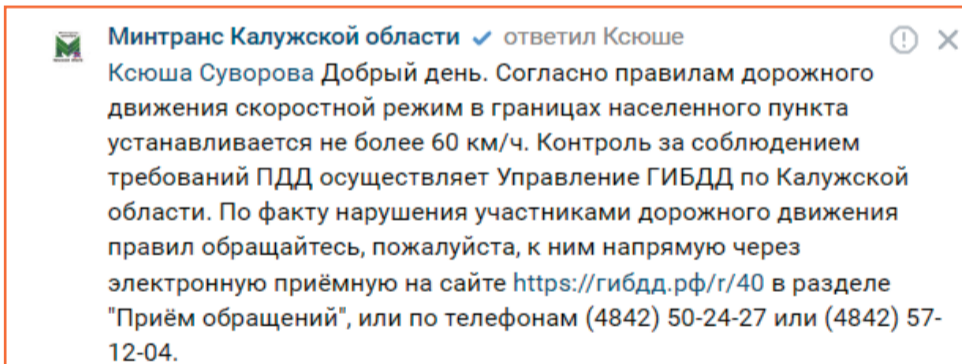 Минтранс Калужской области ответил Ксюше
Ксюша Суворова Добрый день. Согласно правилам дорожного
движения скоростной режим в границах населенного пункта
устанавливается не более 60 км/ч. Контроль за соблюдением
требований ПДД осуществляет Управление ГИБДД по Калужской
области. По факту нарушения участниками дорожного движения
правил обращайтесь, пожалуйста, к ним напрямую через
электронную приёмную на сайте https://гибдд.рф/r/40 в разделе
"Приём обращений", или по телефонам (4842) 50-24-27 или (4842) 57-
12-04.